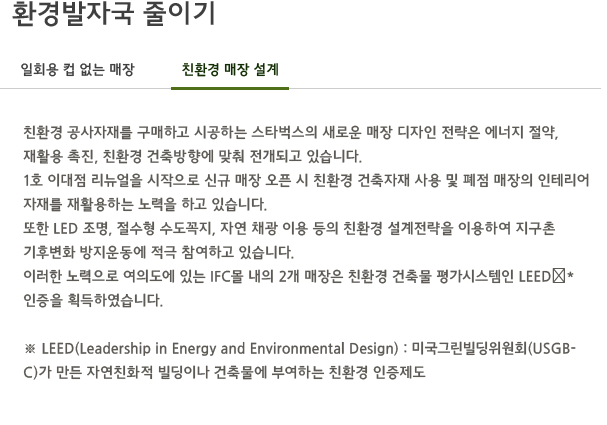 환경발자국 줄이기
일회용 컵 없는 매장 친환경 매장 설계
친환경 공사자재를 구매하고 시공하는 스타벅스의 새로운 매장 디자인 전략은 에너지 절약,
재활용 촉진, 친환경 건축방향에 맞춰 전개되고 있습니다.
1호 이대점 리뉴얼을 시작으로 신규 매장 오픈 시 친환경 건축자재 사용 및 폐점 매장의 인테리어
자재를 재활용하는 노력을 하고 있습니다.
또한 LED 조명, 절수형 수도꼭지, 자연 채광 이용 등의 친환경 설계전략을 이용하여 지구촌
기후변화 방지운동에 적극 참여하고 있습니다.
이러한 노력으로 여의도에 있는 IFC몰 내의 2개 매장은 친환경 건축물 평가시스템인 LEED*
인증을 획득하였습니다.
※ LEED(Leadership in Energy and Environmental Design) : 미국그린빌딩위원회(USGB-
C)가 만든 자연친화적 빌딩이나 건축물에 부여하는 친환경 인증제도